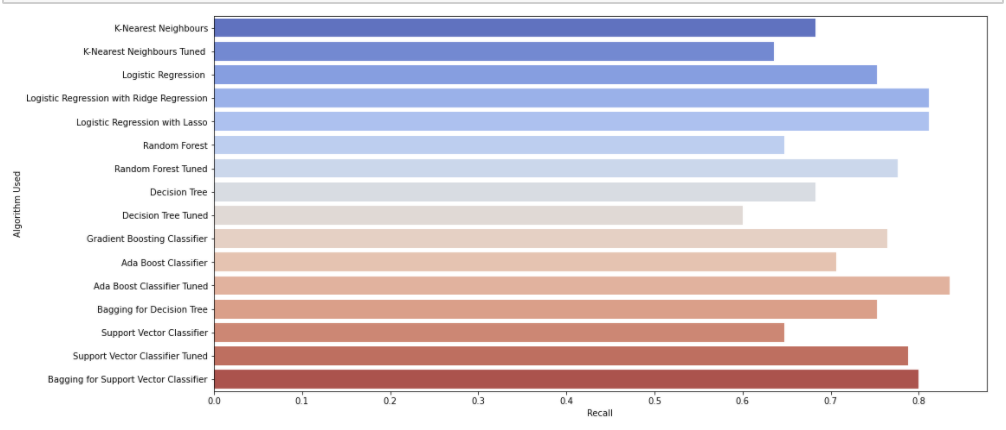 K-Nearest Neighbours
K-Nearest Neighbours Tuned
Logistic Regression
Logistic Regression with Ridge Regression
Logistic Regression with Lasso
Random Forest
Random Forest Tuned
Decision Tree
Decision Tree Tuned
Gradient Boosting Classifier
Ada Boost Classifier
Ada Boost Classifier Tuned
Bagging for Decision Tree
Support Vector Classifier
Support Vector Classifier Tuned
Bagging for Support Vector Classifier
Algorithm Used
0.0 0.1 0.2 0.3 0.4 0.5 0.6 0.7 0.8
Recall